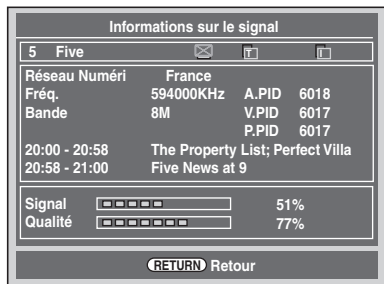 Informations sur le signal
5 Five T I
Réseau Numéri France
Fréq. 594000KHz A.PID 6018
Bande 8M V.PID 6017
P.PID 6017
20:00 - 20:58 The Property List; Perfect Villa
20:58 - 21:00 Five News at 9
Signal 51%
Qualité 77%
RETURN Retour